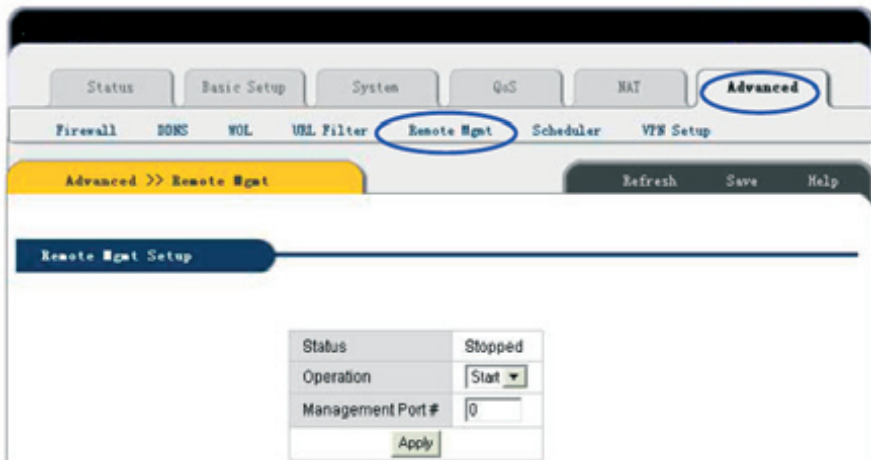 Status Basic Setup System QoS NAT Advanced
Firewall DDNS WOL URL Filter Remote Mgmt Scheduler VPN Setup
Advanced >> Remote Mgmt Refresh Save Help
Remote Mgmt Setup
Status Stopped
Operation Start
Management Port# 0
Apply